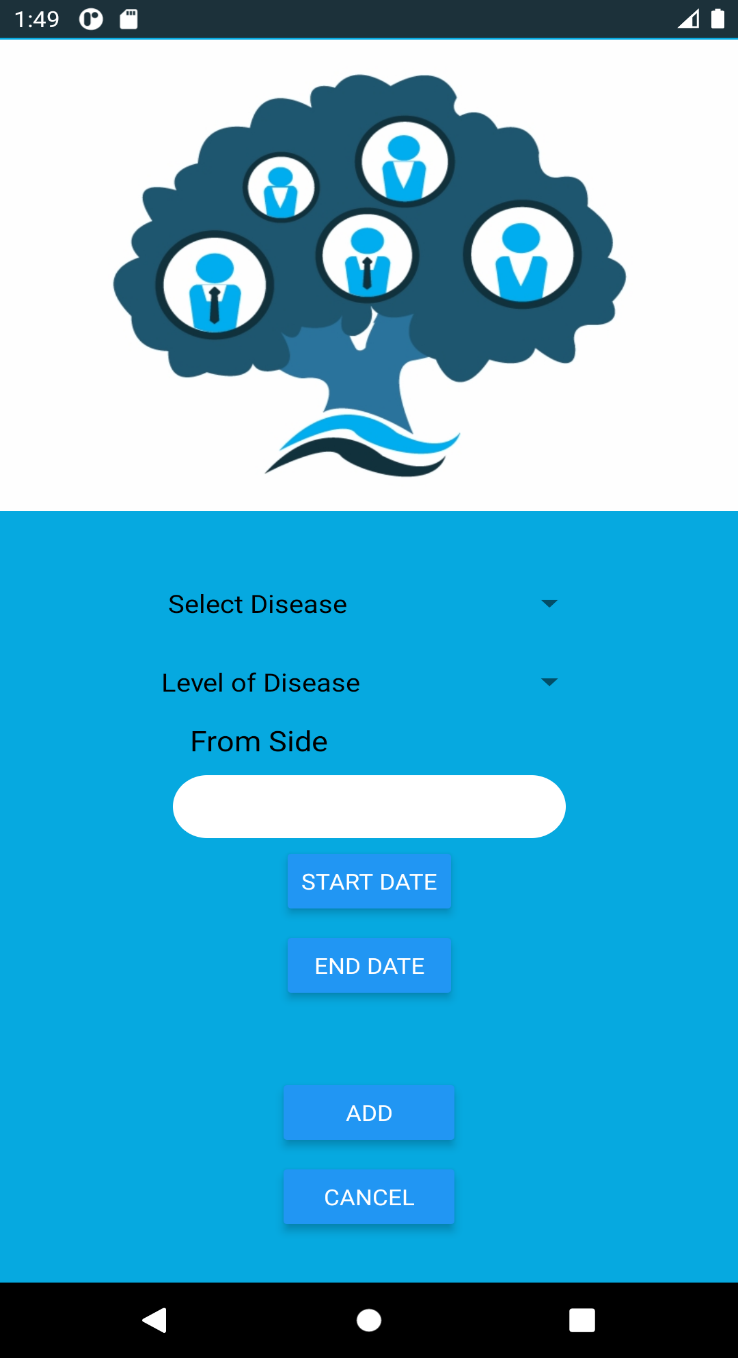 1:49
Select Disease
Level of Disease
From Side
START DATE
END DATE
ADD
CANCEL